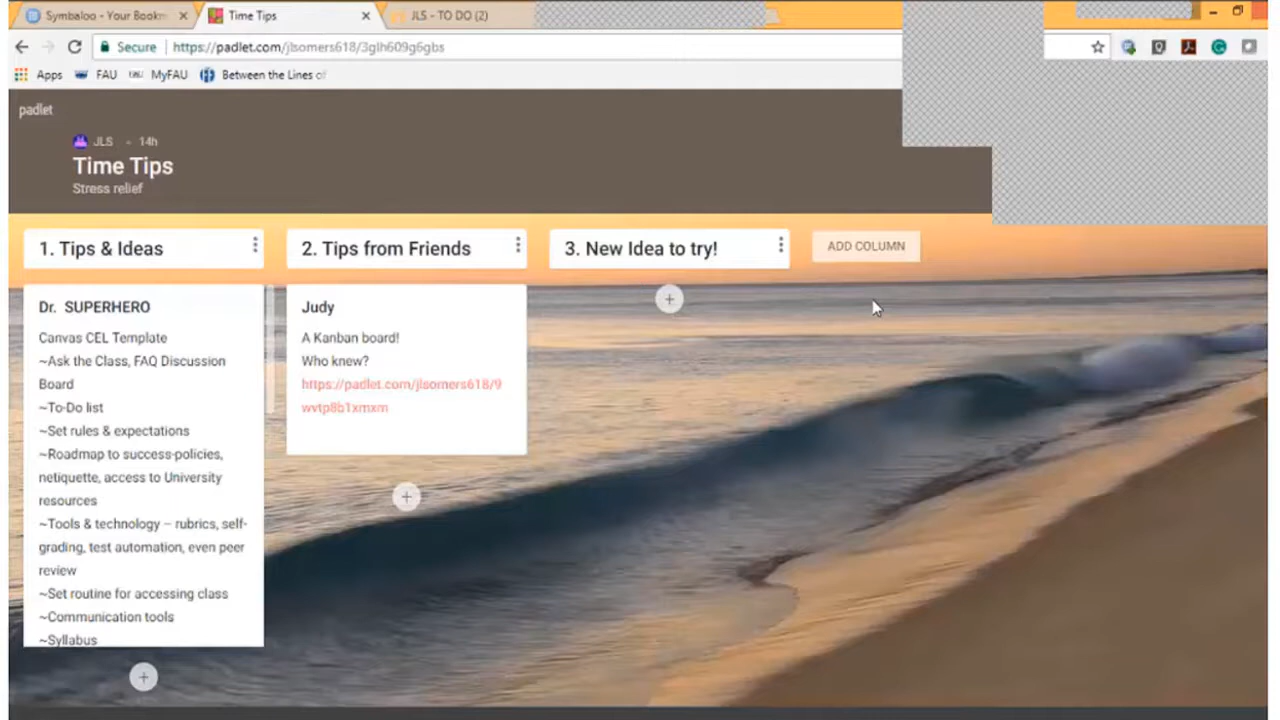 Symbaloo - Your Bookm
Time Tips
JLS - TO DO (2)
Secure
https://padlet.com/jlsomers618/3glh609g6gbs
Apps
FAU
MyFAU
Between the Lines of
padlet
JLS - 14h
Time Tips
Stress relief
1. Tips & Ideas
Dr. SUPERHERO
Canvas CEL Template
~Ask the Class, FAQ Discussion
Board
~To-Do list
~Set rules & expectations
~Roadmap to success-policies,
netiquette, access to University
resources
~Tools & technology – rubrics, self-
grading, test automation, even peer
review
~Set routine for accessing class
~Communication tools
~Syllabus
2. Tips from Friends
Judy
A Kanban board!
Who knew?
https://padlet.com/jlsomers618/9
wvtp8b1xmxm
3. New Idea to try!
ADD COLUMN